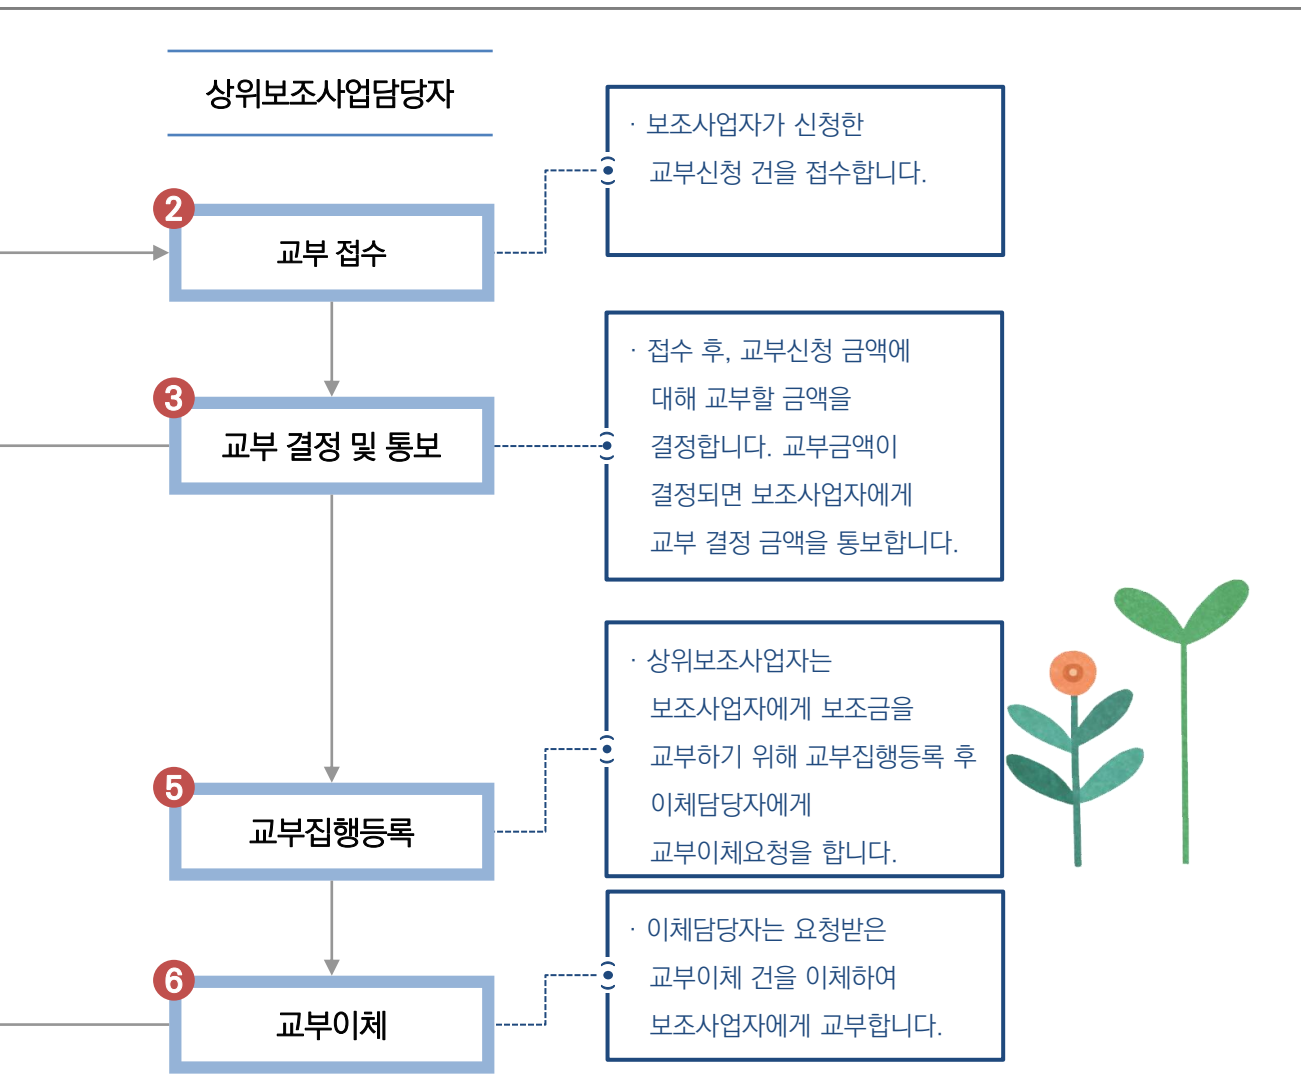 상위보조사업담당자
· 보조사업자가 신청한
교부신청 건을 접수합니다.
2
교부 접수
· 접수 후, 교부신청 금액에
대해 교부할 금액을
결정합니다. 교부금액이
결정되면 보조사업자에게
교부 결정 금액을 통보합니다.
3
교부 결정 및 통보
· 상위보조사업자는
보조사업자에게 보조금을
교부하기 위해 교부집행등록 후
이체담당자에게
교부이체요청을 합니다.
5
교부집행등록
· 이체담당자는 요청받은
교부이체 건을 이체하여
보조사업자에게 교부합니다.
6
교부이체